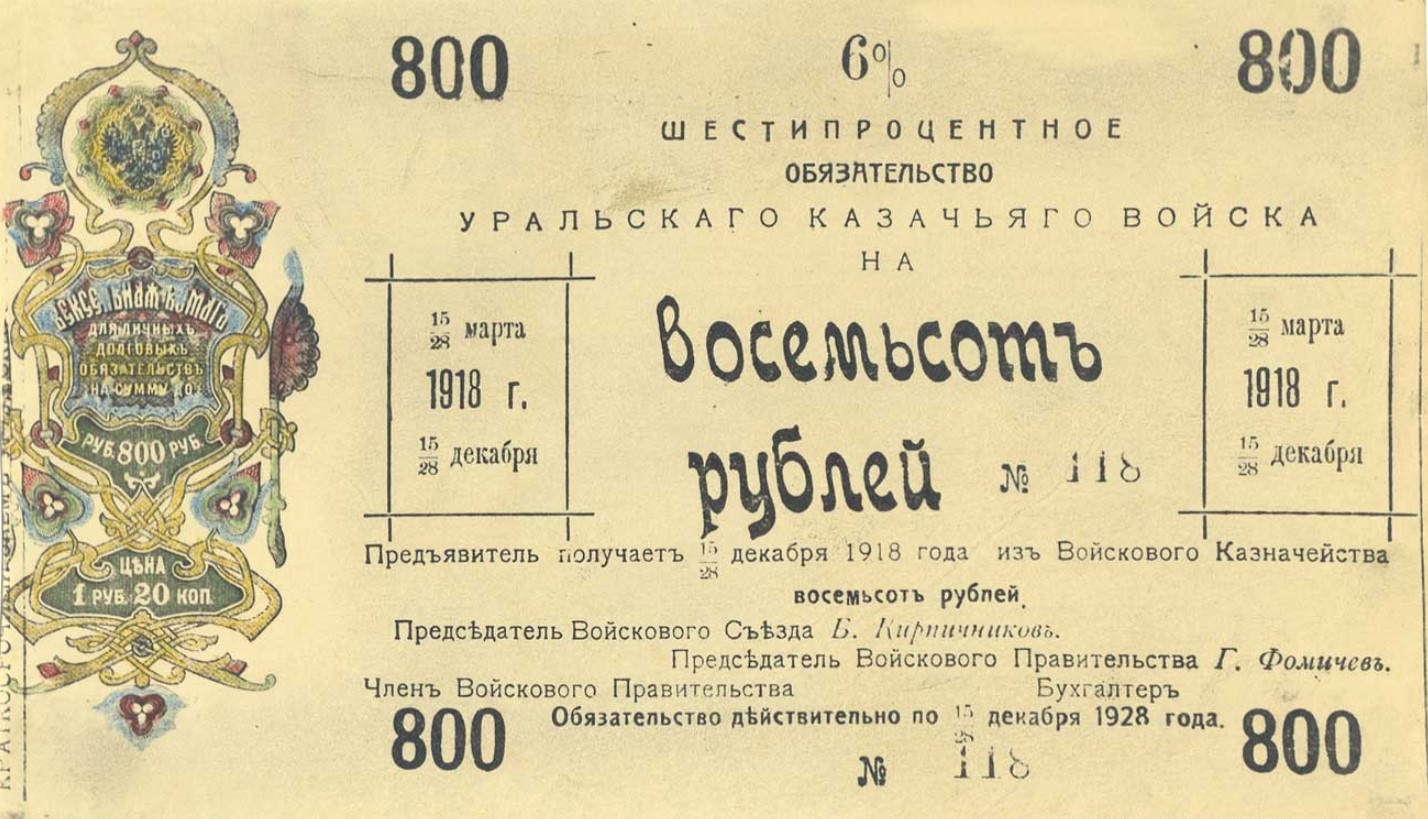 800 6% 800
ШЕСТИПРОЦЕНТНОЕ
ОБЯЗАТЕЛЬСТВО
УРАЛЬСКАГО КАЗАЧЬЯГО ВОЙСКА
НА
восемьсотъ
рублей № 118
15/28 марта
1918 г.
15/28 декабря
15/28 марта
1918 г.
15/28 декабря
ВЕКСЕЛЬНАЯ БУМАГА
ДЛЯ ЛИЧНЫХЪ
ДОЛГОВЫХЪ
ОБЯЗАТЕЛЬСТВЪ
НА СУММУ ДО
РУБ. 800 РУБ.
ЦѢНА
1 РУБ. 20 КОП.
Предъявитель получаетъ 15/28 декабря 1918 года изъ Войскового Казначейства
восемьсотъ рублей.
Предсѣдатель Войскового Съѣзда Б. Кирпичниковъ.
Предсѣдатель Войскового Правительства Г. Фомичевъ.
Членъ Войскового Правительства Бухгалтеръ
Обязательство дѣйствительно по 15/28 декабря 1928 года.
800 № 118 800